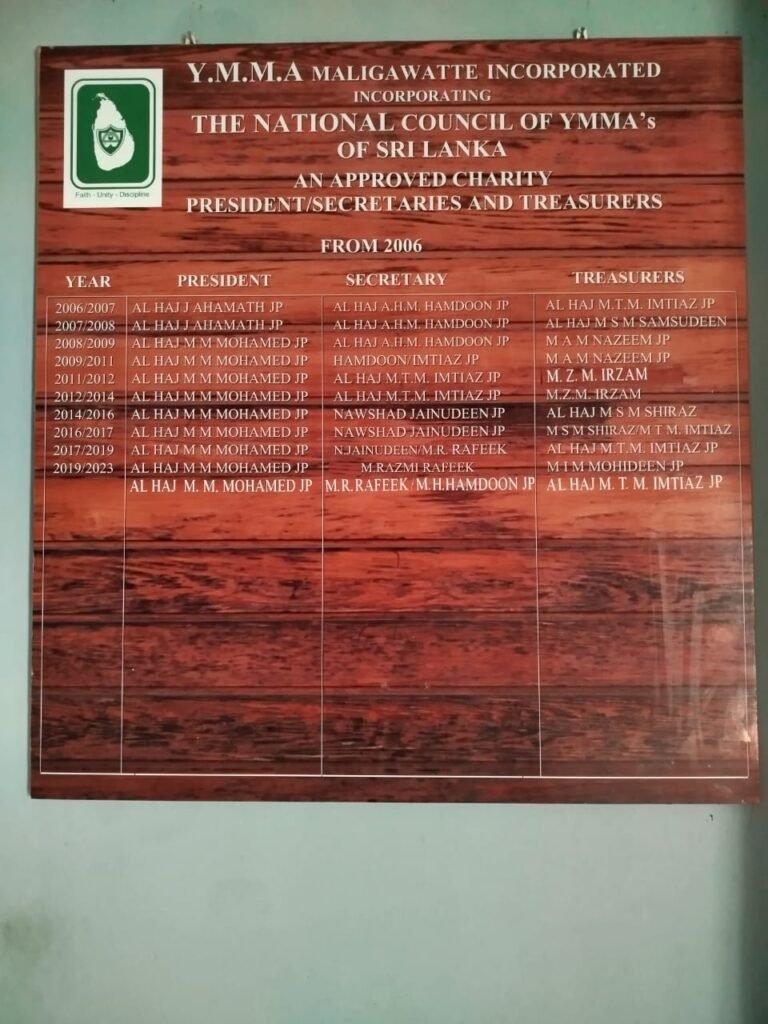 Y.M.M.A MALIGAWATTE INCORPORATED
INCORPORATING
THE NATIONAL COUNCIL OF YMMA's
OF SRI LANKA
AN APPROVED CHARITY
PRESIDENT/SECRETARIES AND TREASURERS
Faith - Unity - Discipline
FROM 2006
YEAR PRESIDENT SECRETARY TREASURERS
2006/2007 AL HAJ J AHAMATH JP AL HAJ A.H.M. HAMDOON JP AL HAJ M.T.M. IMTIAZ JP
2007/2008 AL HAJ J AHAMATH JP AL HAJ A.H.M. HAMDOON JP AL HAJ M S M SAMSUDEEN
2008/2009 AL HAJ M M MOHAMED JP AL HAJ A.H.M. HAMDOON JP M A M NAZEEM JP
2009/2011 AL HAJ M M MOHAMED JP HAMDOON/IMTIAZ JP M A M NAZEEM JP
2011/2012 AL HAJ M M MOHAMED JP AL HAJ M.T.M. IMTIAZ JP M. Z. M. IRZAM
2012/2014 AL HAJ M M MOHAMED JP AL HAJ M.T.M. IMTIAZ JP M.Z.M. IRZAM
2014/2016 AL HAJ M M MOHAMED JP NAWSHAD JAINUDEEN JP AL HAJ M S M SHIRAZ
2016/2017 AL HAJ M M MOHAMED JP NAWSHAD JAINUDEEN JP M S M SHIRAZ/M T M. IMTIAZ
2017/2019 AL HAJ M M MOHAMED JP N.JAINUDEEN/M.R. RAFEEK AL HAJ M.T.M. IMTIAZ JP
2019/2023 AL HAJ M M MOHAMED JP M.RAZMI RAFEEK M I M MOHIDEEN JP
AL HAJ M. M. MOHAMED JP M.R.RAFEEK/M.H.HAMDOON JP AL HAJ M. T. M. IMTIAZ JP